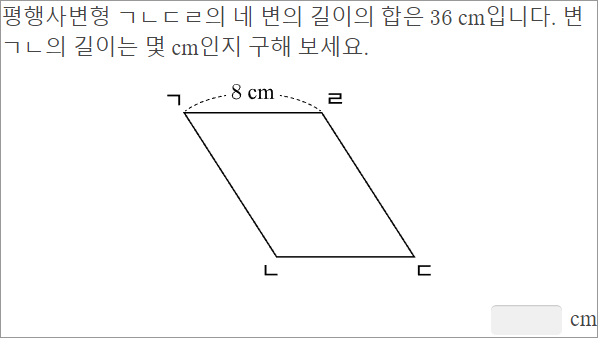 평행사변형 ㄱㄴㄷㄹ의 네 변의 길이의 합은 36 cm입니다. 변
ㄱㄴ의 길이는 몇 cm인지 구해 보세요.
ㄱ 8 cm ㄹ
ㄴ ㄷ
cm